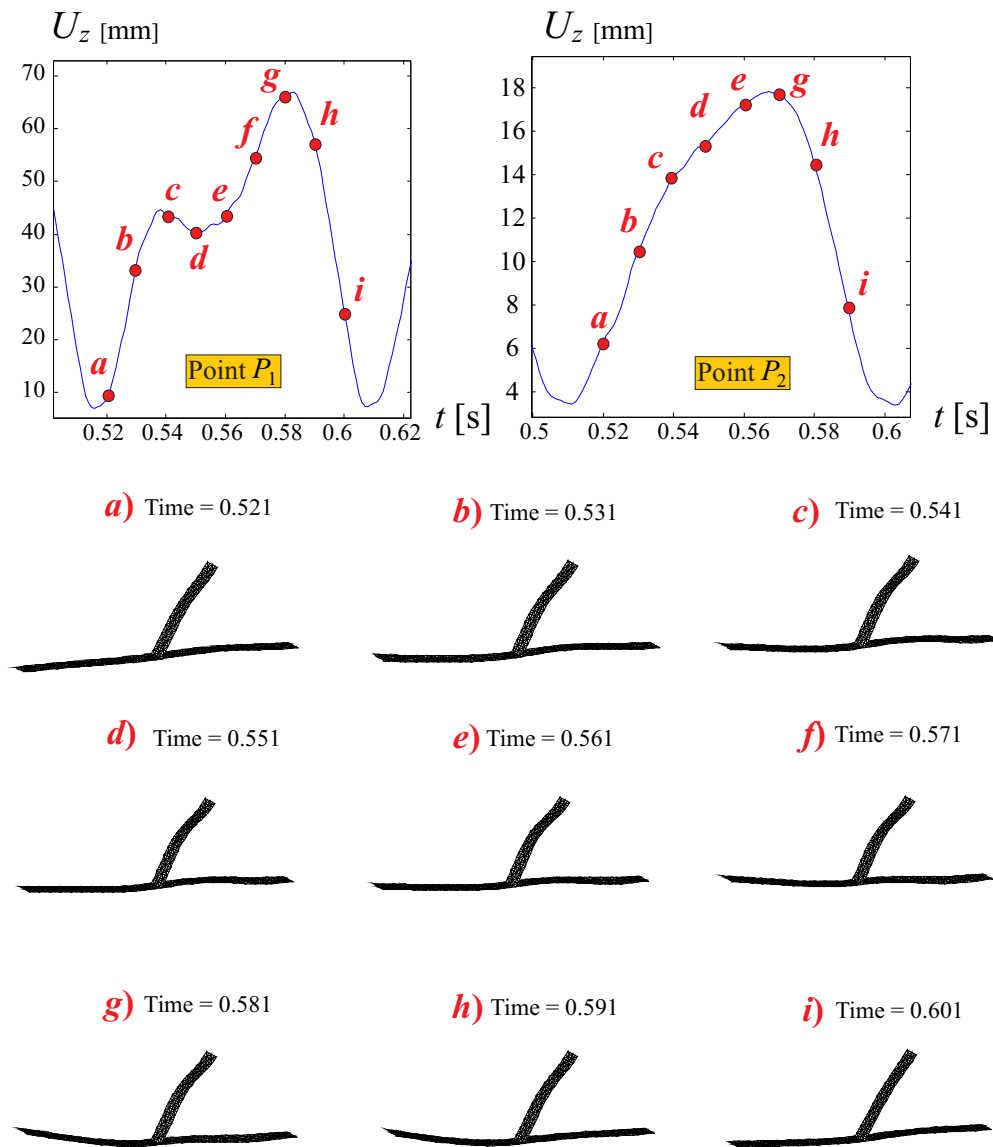 U_z [mm]
70
60
50
40
30
20
10
0.52
0.54
0.56
0.58
0.6
0.62
t [s]
a
b
c
d
e
f
g
h
i
Point P_1
U_z [mm]
18
16
14
12
10
8
6
4
0.5
0.52
0.54
0.56
0.58
0.6
t [s]
a
b
c
d
e
g
h
i
Point P_2
a) Time = 0.521
b) Time = 0.531
c) Time = 0.541
d) Time = 0.551
e) Time = 0.561
f) Time = 0.571
g) Time = 0.581
h) Time = 0.591
i) Time = 0.601